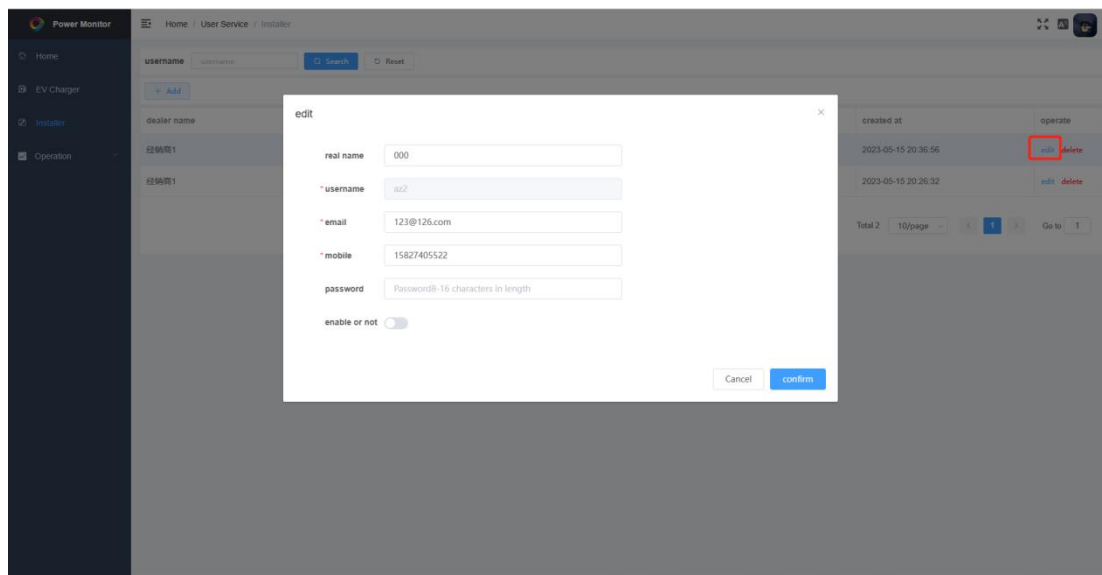 Power Monitor
Home / User Service / Installer
Home
EV Charger
Installer
Operation
username username Search Reset
+ Add
dealer name created at operate
经销商1 2023-05-15 20:36:56 edit delete
经销商1 2023-05-15 20:26:32 edit delete
Total 2 10/page 1 Go to 1
edit
real name 000
* username az2
* email 123@126.com
* mobile 15827405522
password Password8-16 characters in length
enable or not
Cancel confirm